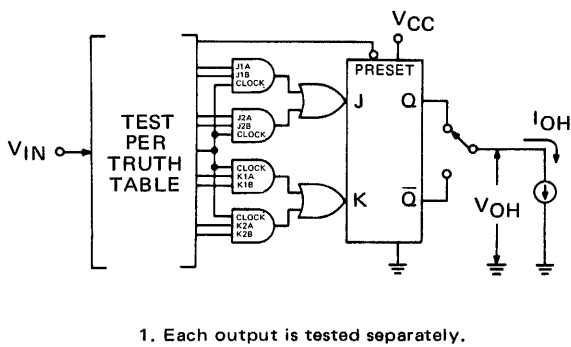 VCC
J1A
J1B
CLOCK
PRESET
J
Q
IOH
J2A
J2B
CLOCK
TEST
PER
TRUTH
TABLE
VIN
CLOCK
K1A
K1B
K
Q
VOH
CLOCK
K2A
K2B
1. Each output is tested separately.